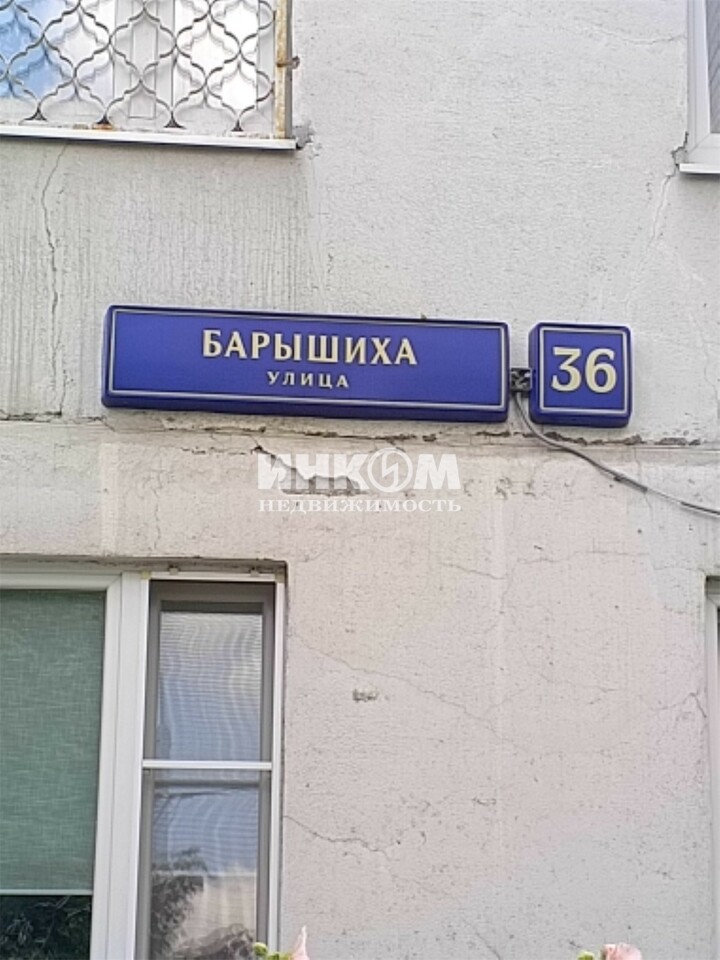 БАРЫШИХА
УЛИЦА
36
ИНКОМ
НЕДВИЖИМОСТЬ